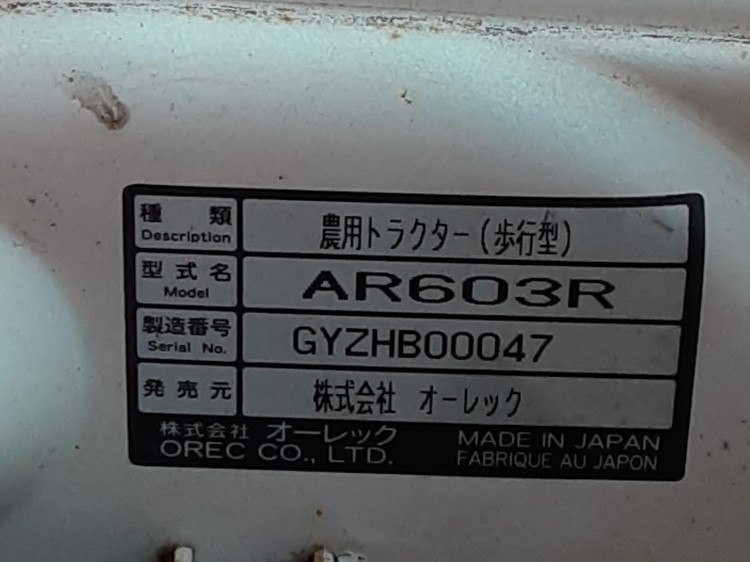 種類 農用トラクター(歩行型)
Description
型式名 AR603R
Model
製造番号 GYZHB00047
Serial No.
発売元 株式会社 オーレック
株式会社 オーレック MADE IN JAPAN
OREC CO., LTD. FABRIQUE AU JAPON